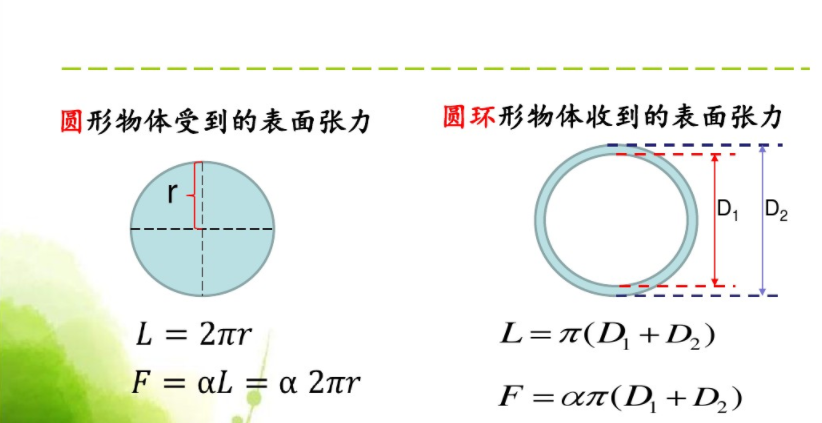 圆形物体受到的表面张力
圆环形物体收到的表面张力
r
D₁
D₂
L = 2πr
F = αL = α 2πr
L = π(D₁ + D₂)
F = απ(D₁ + D₂)